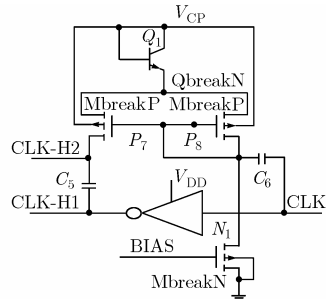 V_CP
Q_1
QbreakN
MbreakP MbreakP
P_7 P_8
CLK-H2
C_5 C_6
V_DD
CLK-H1 CLK
N_1
BIAS
MbreakN